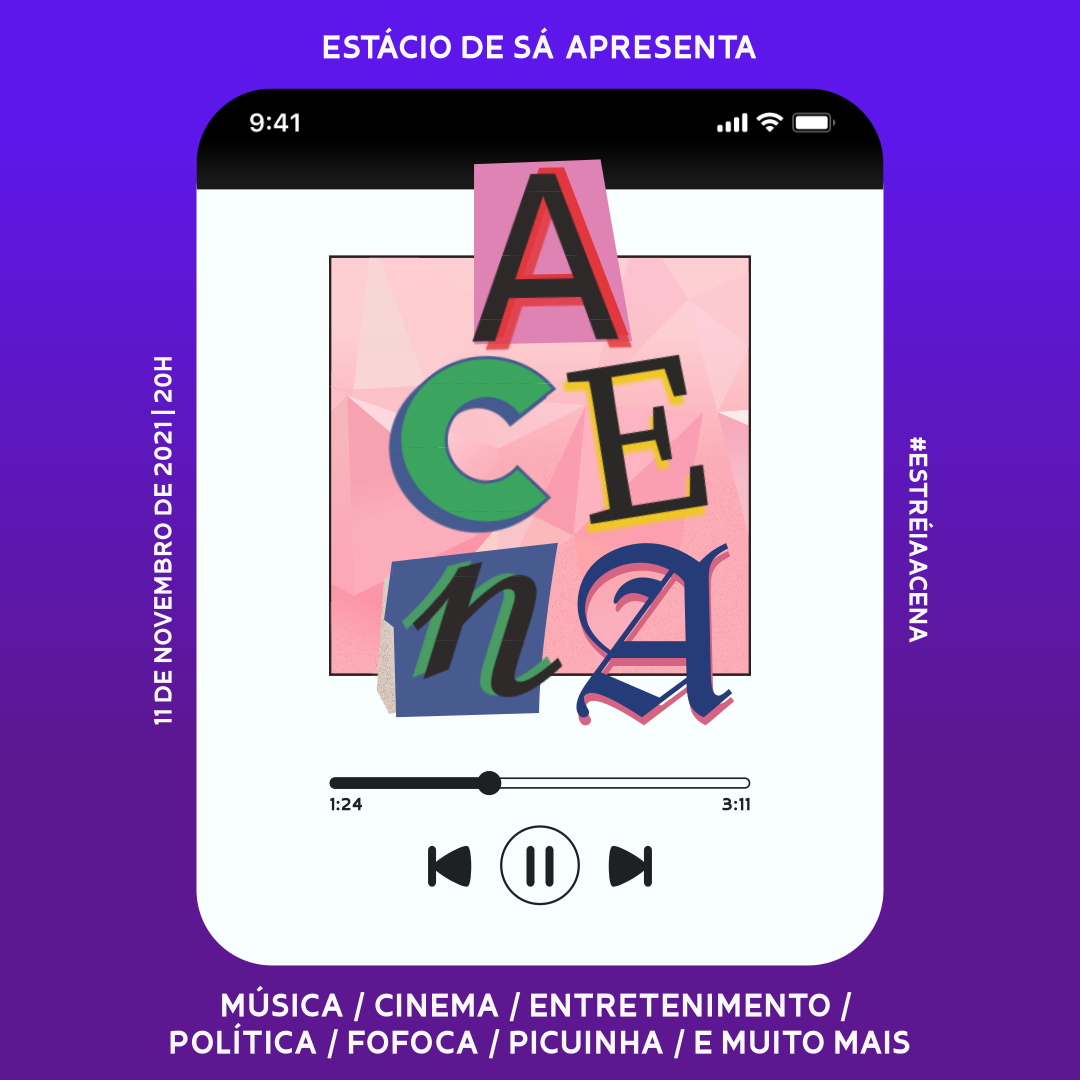 ESTÁCIO DE SÁ APRESENTA
9:41
A
CE
nA
11 DE NOVEMBRO DE 2021 | 20H
#ESTRÉIAACENA
1:24 3:11
MÚSICA / CINEMA / ENTRETENIMENTO /
POLÍTICA / FOFOCA / PICUINHA / E MUITO MAIS